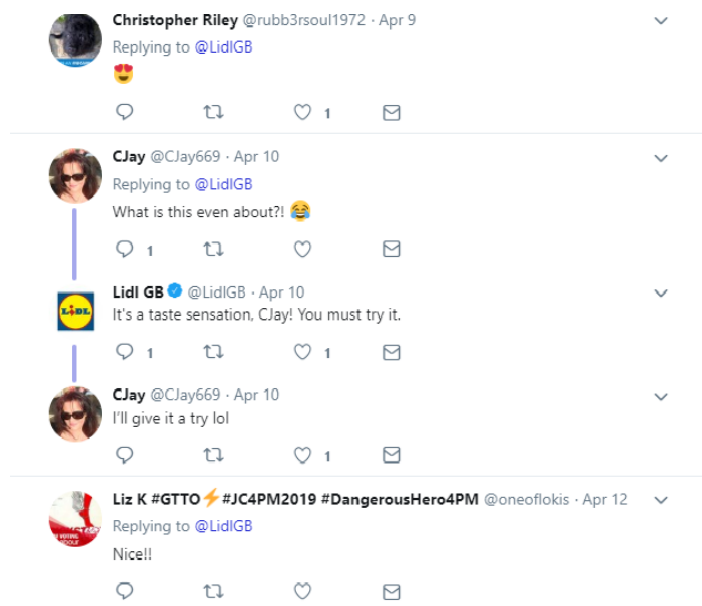 Christopher Riley @rubb3rsoul1972 · Apr 9
Replying to @LidlGB
😍
1
CJay @CJay669 · Apr 10
Replying to @LidlGB
What is this even about?! 😂
1
Lidl GB @LidlGB · Apr 10
LiDL
It's a taste sensation, CJay! You must try it.
1 1
CJay @CJay669 · Apr 10
I'll give it a try lol
1
Liz K #GTTO⚡#JC4PM2019 #DangerousHero4PM @oneoflokis · Apr 12
Replying to @LidlGB
VOTING
Nice!!